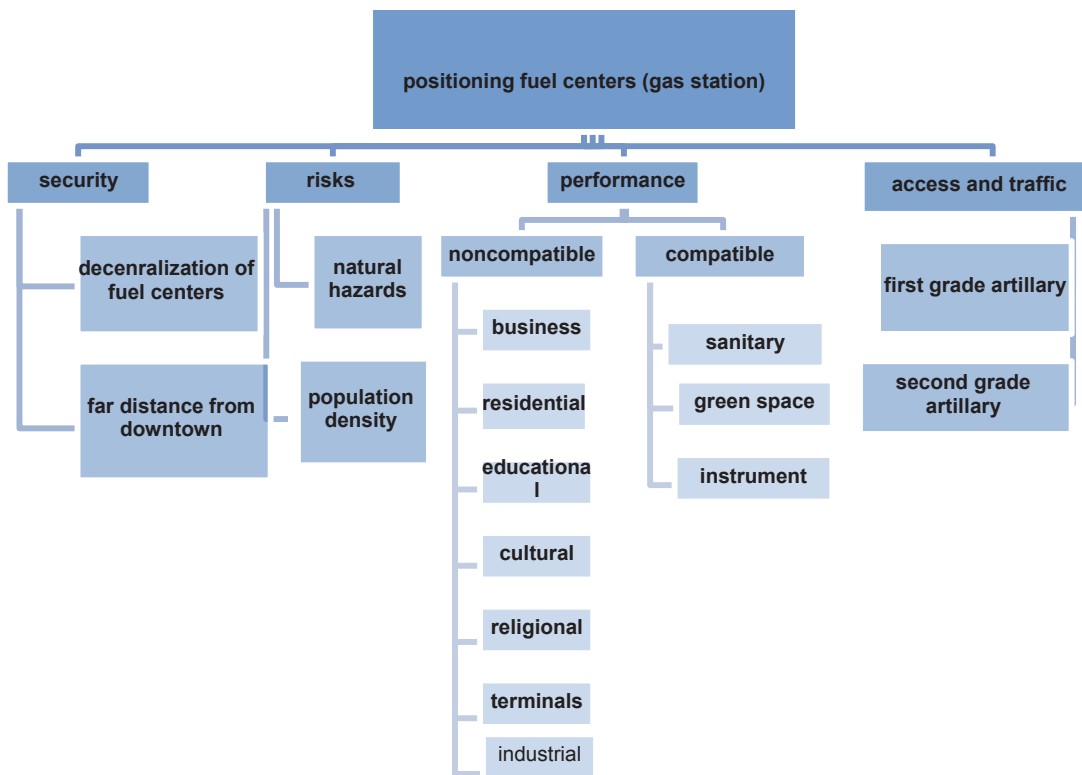 positioning fuel centers (gas station)
security
risks
performance
access and traffic
decenralization of
fuel centers
far distance from
downtown
natural
hazards
population
density
noncompatible
business
residential
educationa
l
cultural
religional
terminals
industrial
compatible
sanitary
green space
instrument
first grade artillary
second grade
artillary